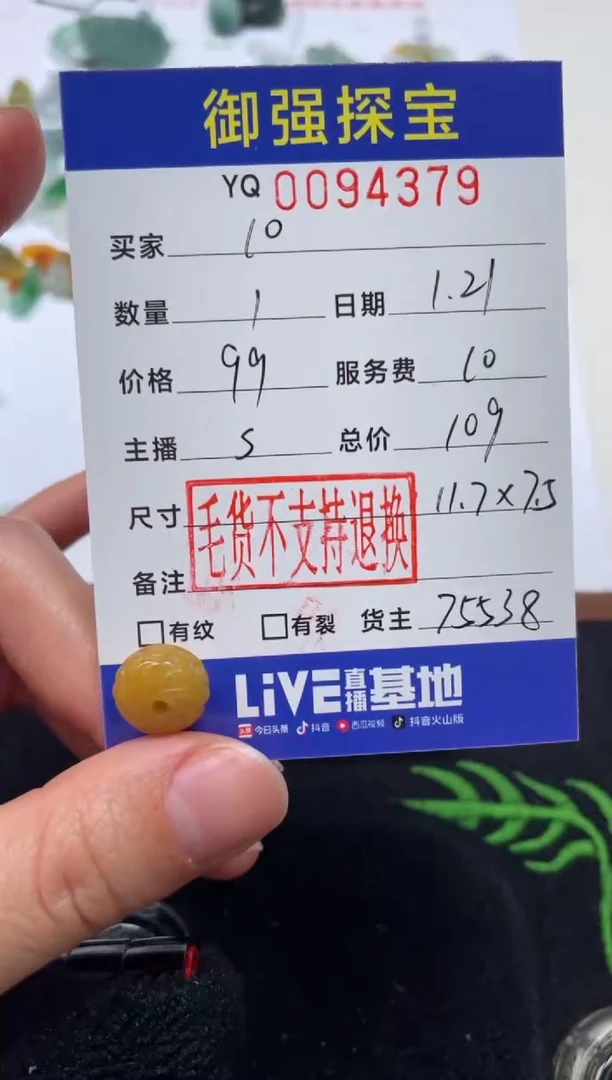 御强探宝
YQ 0094379
买家 10
数量 1 日期 1.21
价格 99 服务费 10
主播 S 总价 109
尺寸 11.7×7.5
毛货不支持退换
备注
□有纹 □有裂 货主 75538
LiVE直播基地
头条 今日头条 抖音 西瓜视频 抖音火山版